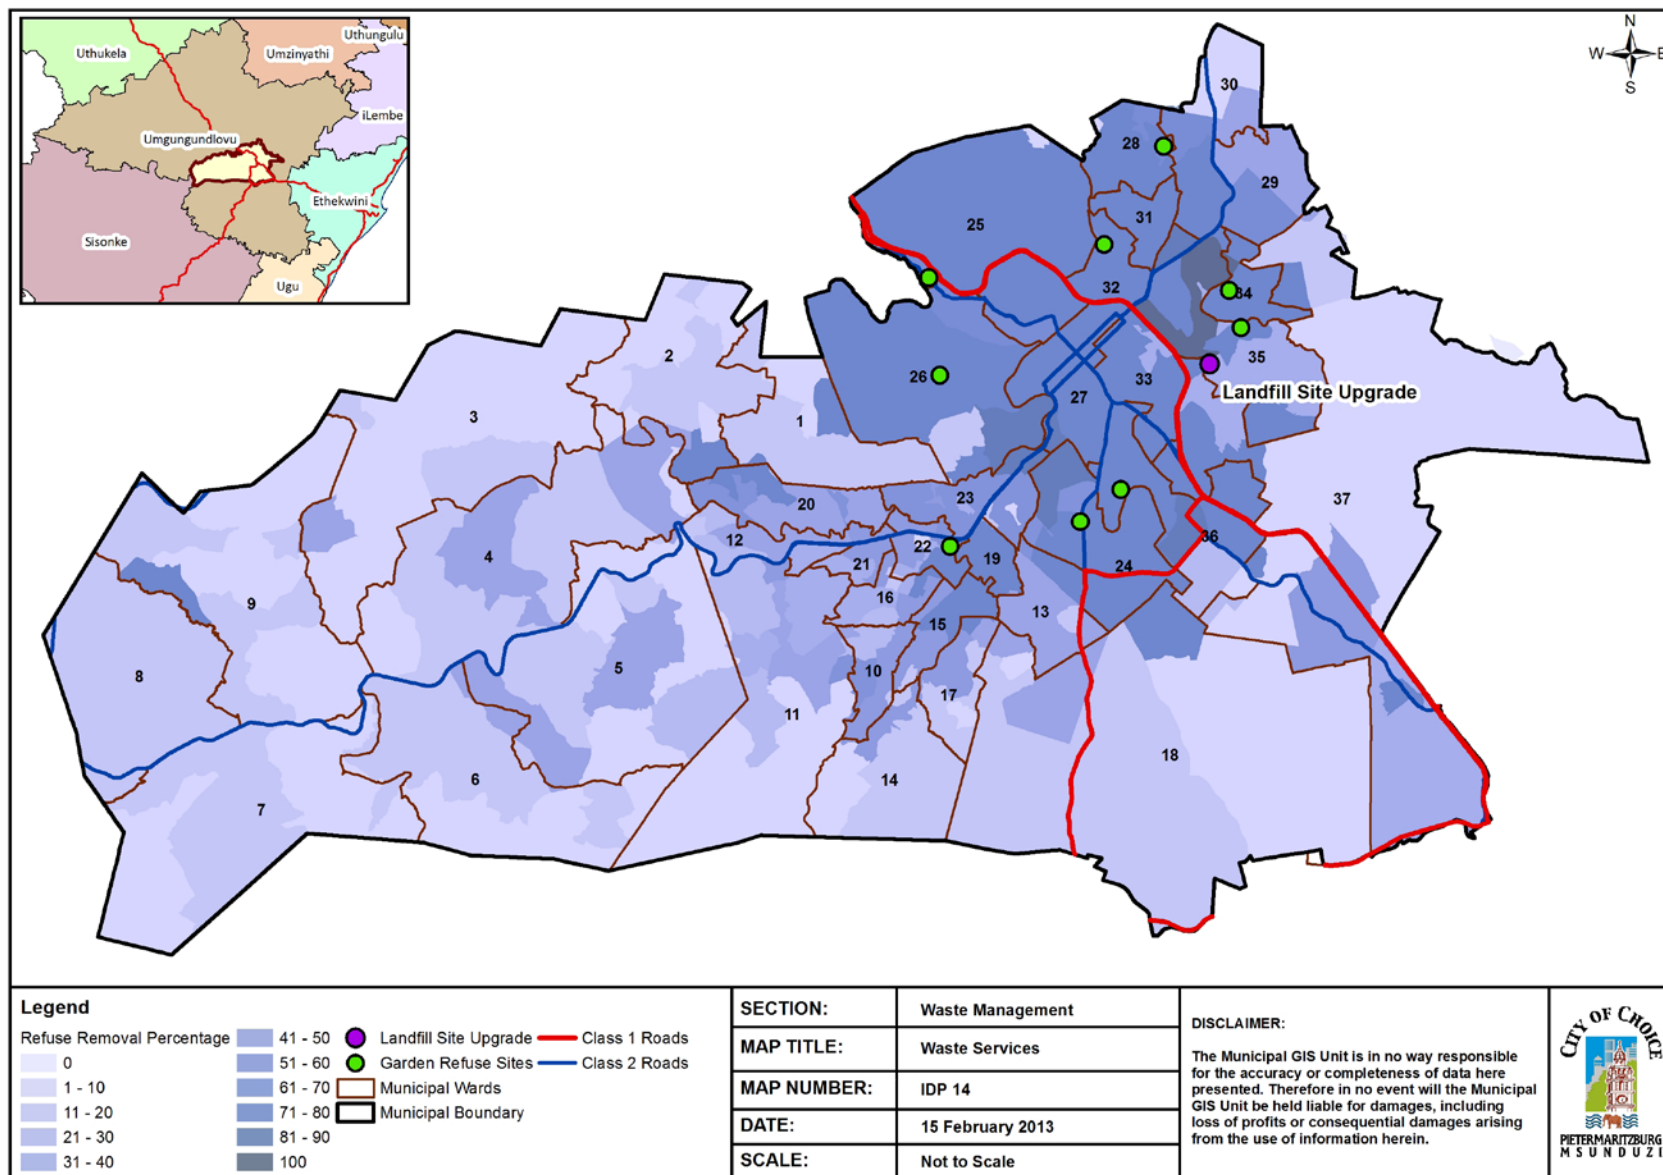 Uthungulu
Uthukela
Umzinyathi
iLembe
Umgungundlovu
Ethekwini
Sisonke
Ugu
N
W E
S
30
28
29
31
25
32
34
35
2
26
33
Landfill Site Upgrade
27
3
1
37
20
23
12
22
36
4
21
19
24
16
9
13
15
5
10
8
17
11
18
6
14
7
Legend
Refuse Removal Percentage
0
1 - 10
11 - 20
21 - 30
31 - 40
41 - 50
51 - 60
61 - 70
71 - 80
81 - 90
100
Landfill Site Upgrade
Garden Refuse Sites
Municipal Wards
Municipal Boundary
Class 1 Roads
Class 2 Roads
SECTION: Waste Management
MAP TITLE: Waste Services
MAP NUMBER: IDP 14
DATE: 15 February 2013
SCALE: Not to Scale
DISCLAIMER:
The Municipal GIS Unit is in no way responsible
for the accuracy or completeness of data here
presented. Therefore in no event will the Municipal
GIS Unit be held liable for damages, including
loss of profits or consequential damages arising
from the use of information herein.
CITY OF CHOICE
PIETERMARITZBURG
MSUNDUZI